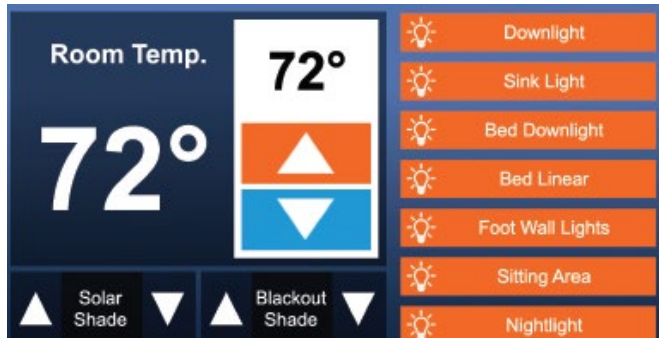 Room Temp.
72°
72°
Solar
Shade
Blackout
Shade
Downlight
Sink Light
Bed Downlight
Bed Linear
Foot Wall Lights
Sitting Area
Nightlight